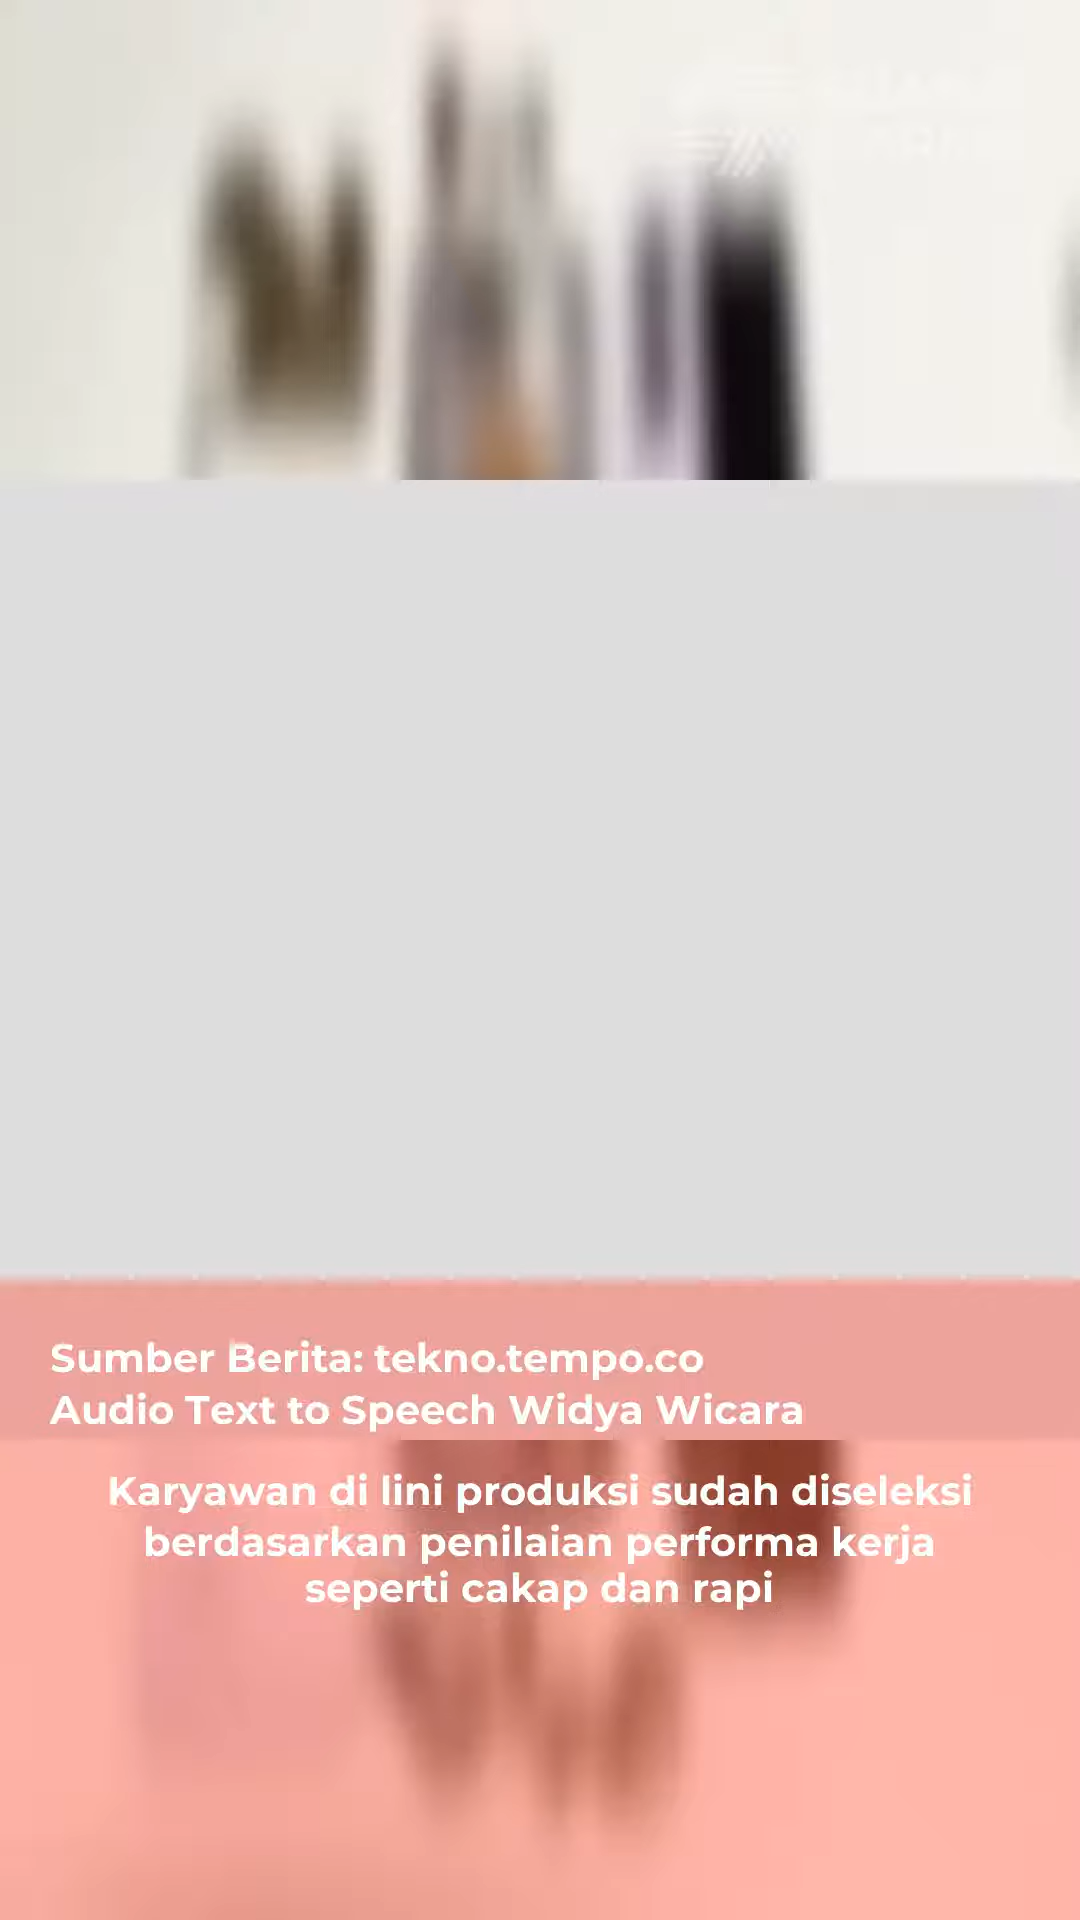 Sumber Berita: tekno.tempo.co
Audio Text to Speech Widya Wicara
Karyawan di lini produksi sudah diseleksi
berdasarkan penilaian performa kerja
seperti cakap dan rapi